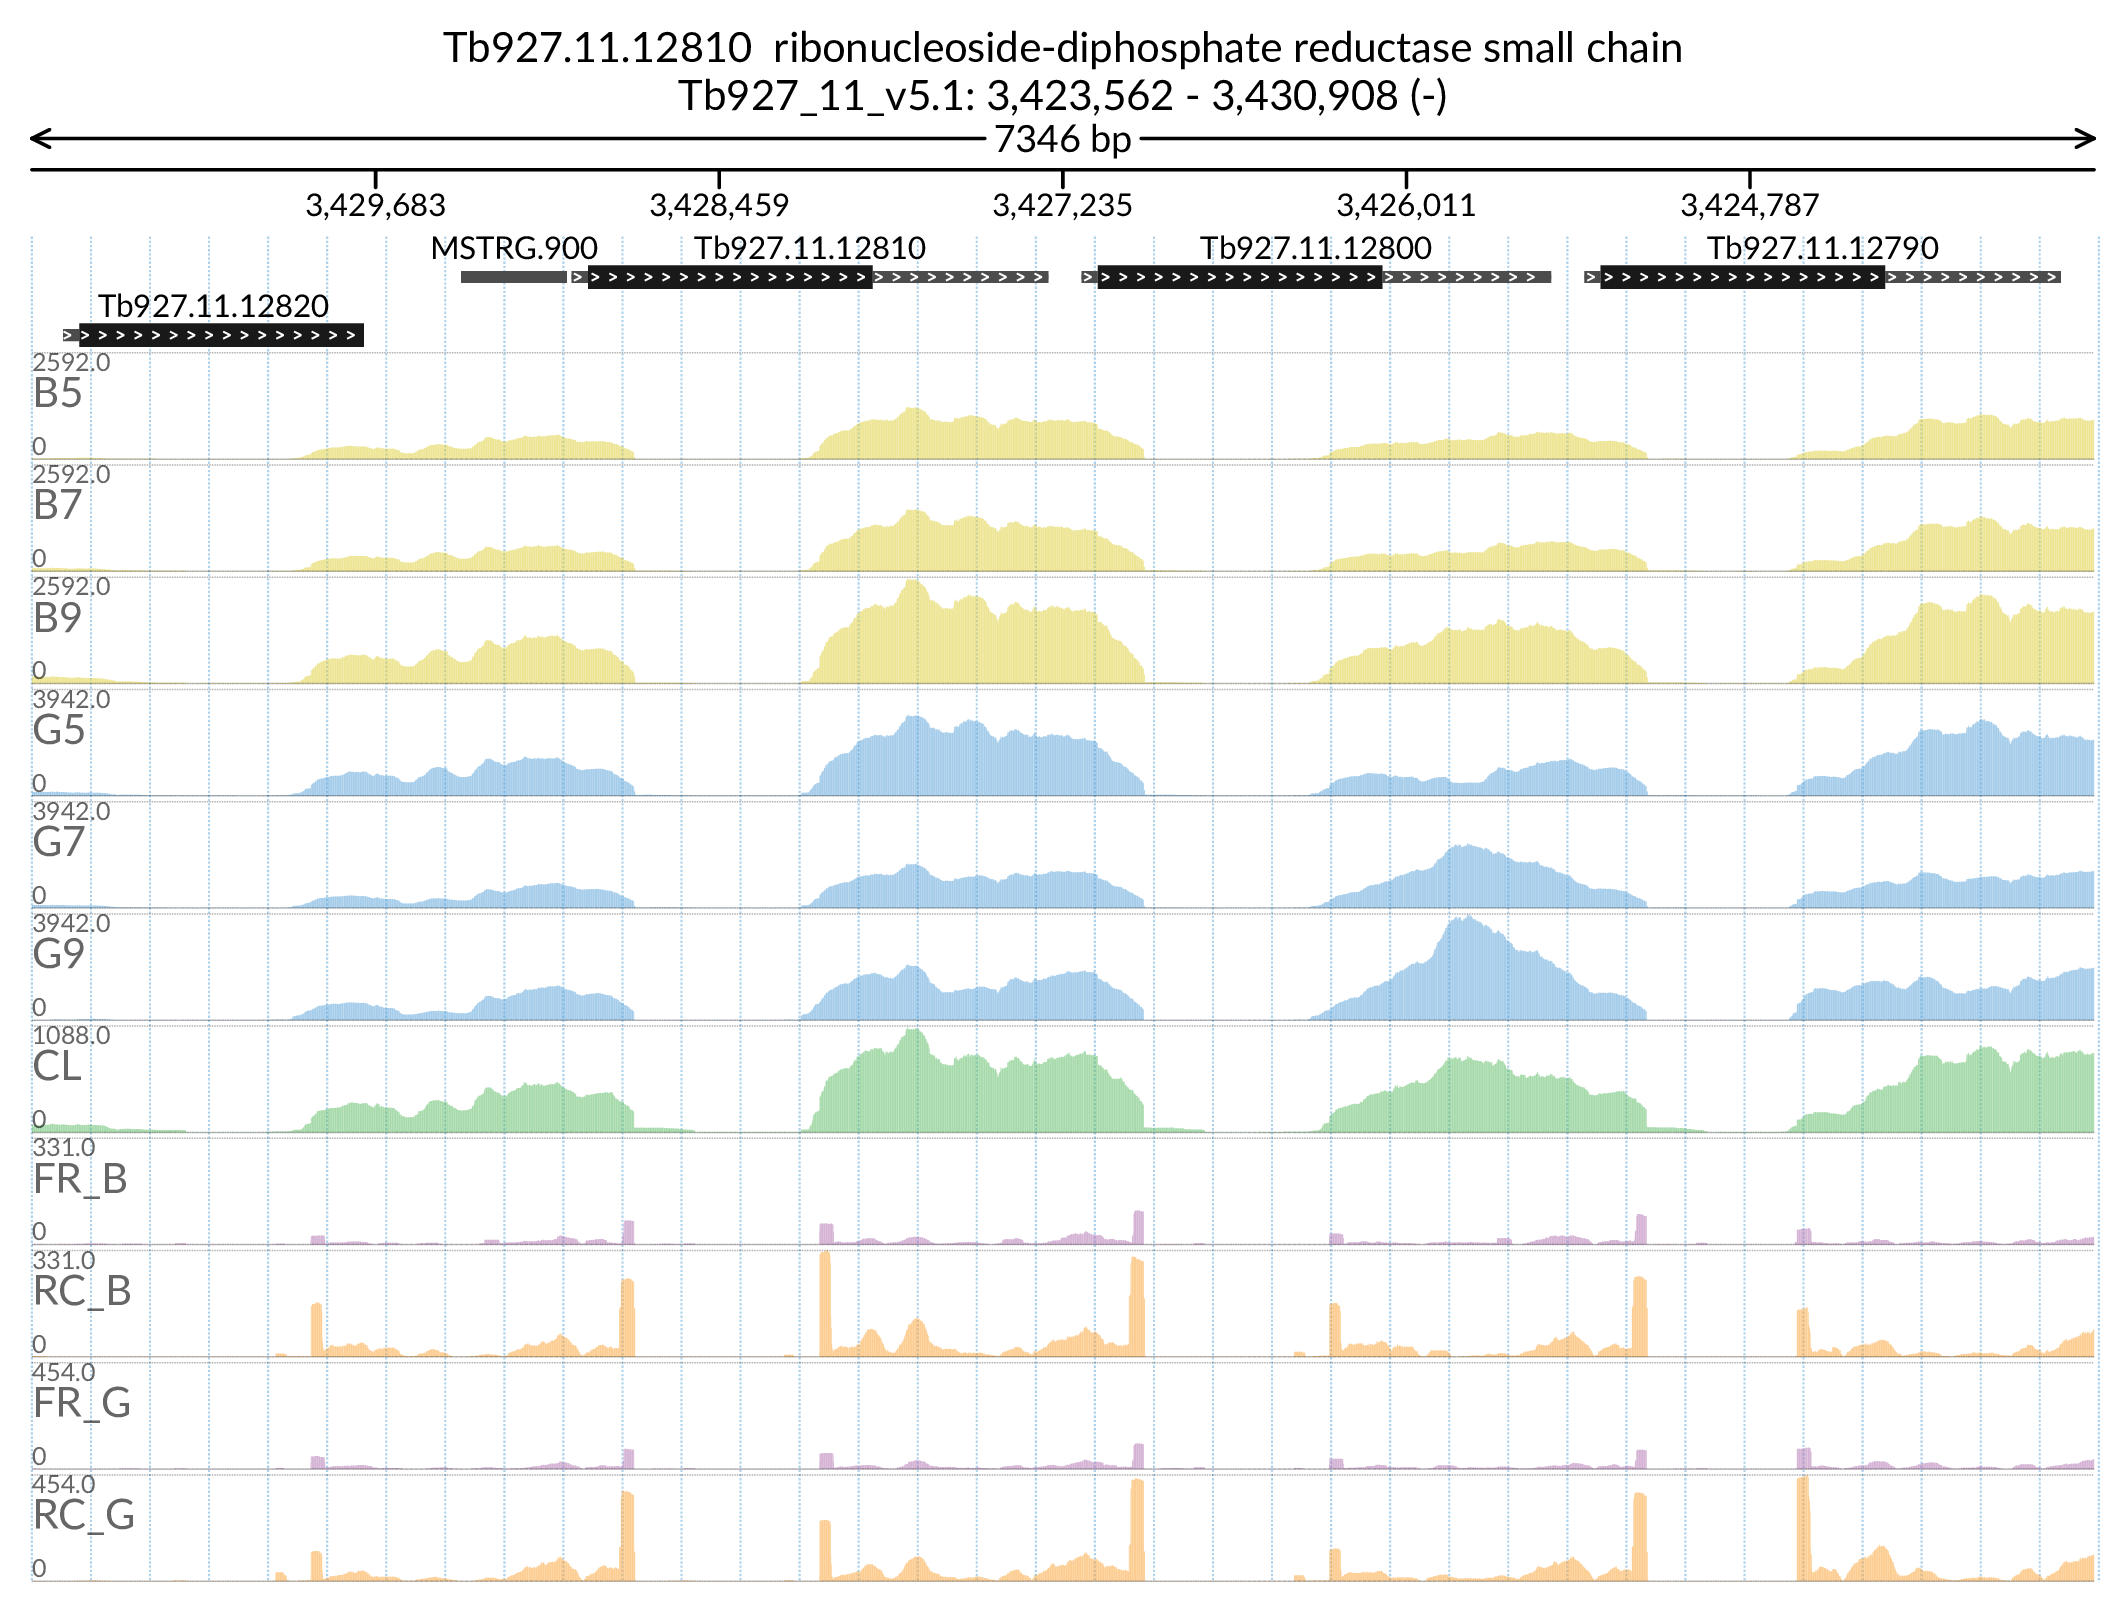 Tb927.11.12810  ribonucleoside-diphosphate reductase small chain
Tb927_11_v5.1: 3,423,562 - 3,430,908 (-)
7346 bp
3,429,683 3,428,459 3,427,235 3,426,011 3,424,787
MSTRG.900 Tb927.11.12810 Tb927.11.12800 Tb927.11.12790
Tb927.11.12820
2592.0
B5
0
2592.0
B7
0
2592.0
B9
0
3942.0
G5
0
3942.0
G7
0
3942.0
G9
0
1088.0
CL
0
331.0
FR_B
0
331.0
RC_B
0
454.0
FR_G
0
454.0
RC_G
0